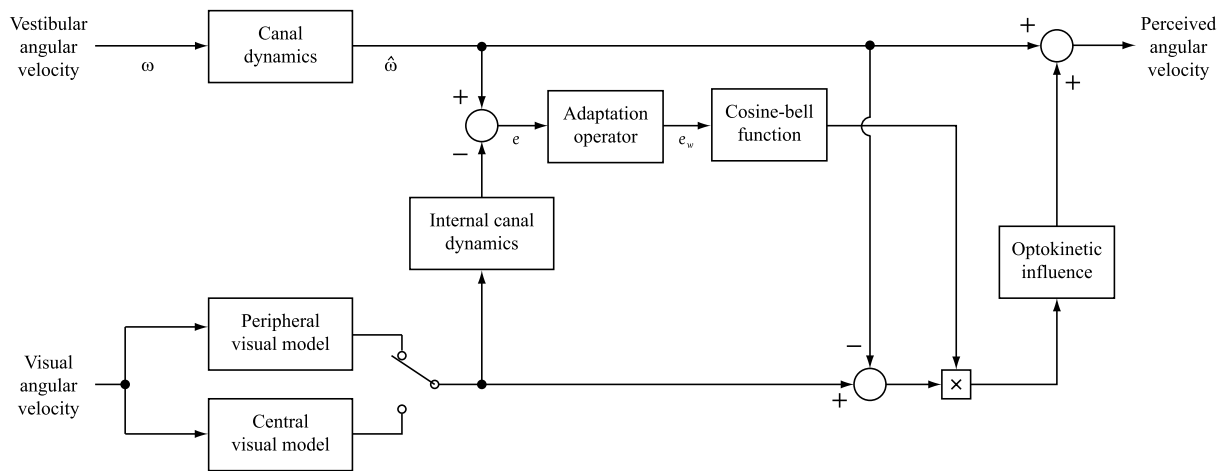 Vestibular
angular
velocity
ω
Canal
dynamics
ω̂
+
+
Perceived
angular
velocity
+
−
e
Adaptation
operator
e_w
Cosine-bell
function
Internal canal
dynamics
Optokinetic
influence
Visual
angular
velocity
Peripheral
visual model
Central
visual model
−
+
×